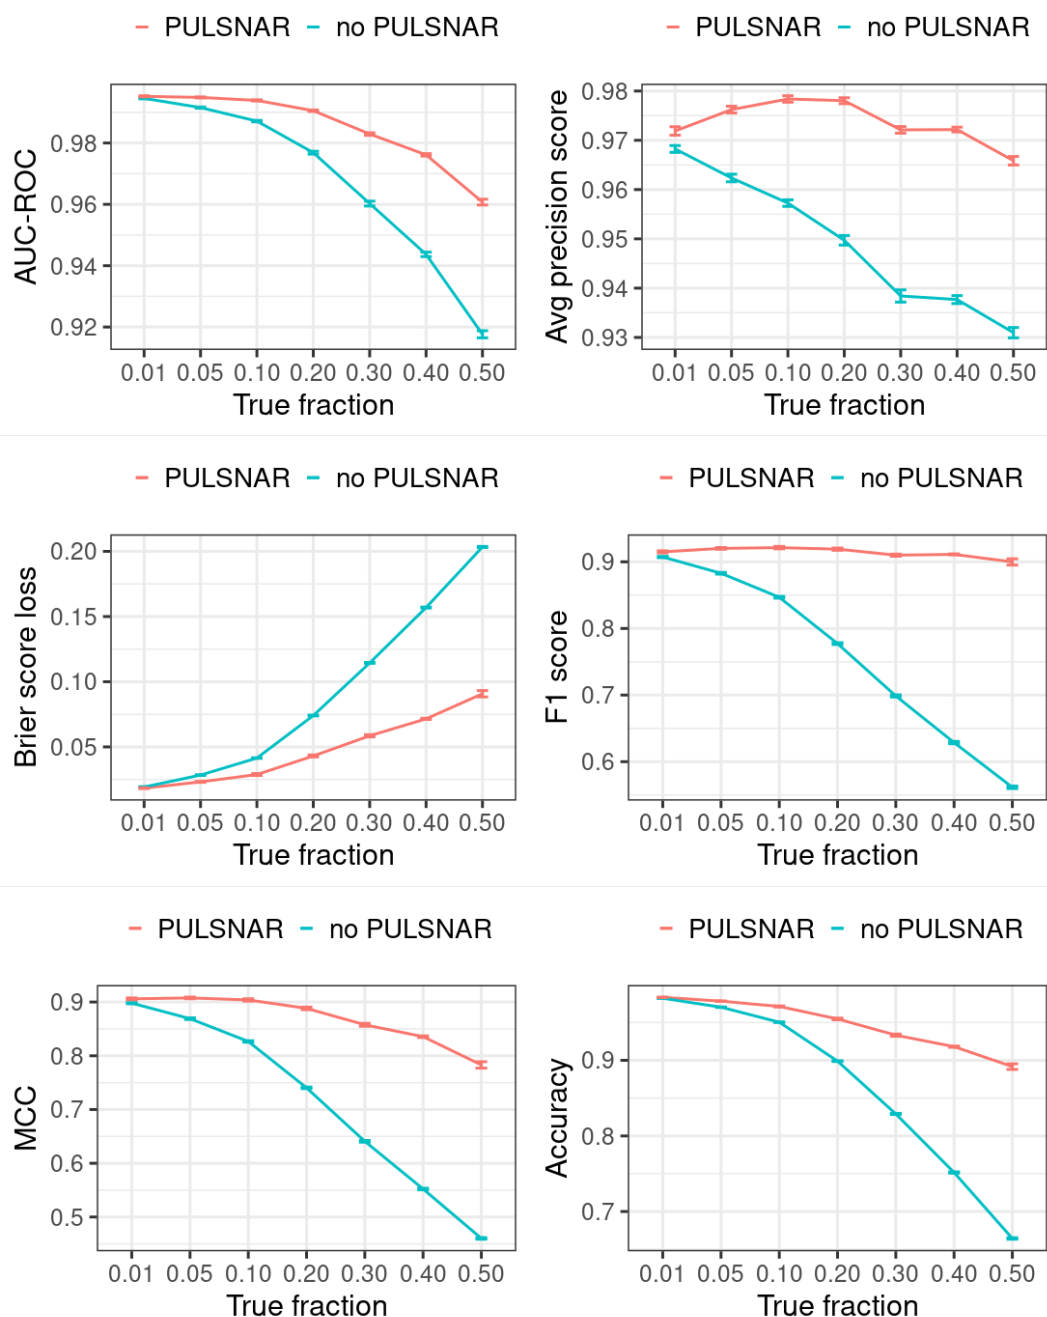 PULSNAR no PULSNAR
AUC-ROC
0.98
0.96
0.94
0.92
0.01 0.05 0.10 0.20 0.30 0.40 0.50
True fraction
PULSNAR no PULSNAR
Avg precision score
0.98
0.97
0.96
0.95
0.94
0.93
0.01 0.05 0.10 0.20 0.30 0.40 0.50
True fraction
PULSNAR no PULSNAR
Brier score loss
0.20
0.15
0.10
0.05
0.01 0.05 0.10 0.20 0.30 0.40 0.50
True fraction
PULSNAR no PULSNAR
F1 score
0.9
0.8
0.7
0.6
0.01 0.05 0.10 0.20 0.30 0.40 0.50
True fraction
PULSNAR no PULSNAR
MCC
0.9
0.8
0.7
0.6
0.5
0.01 0.05 0.10 0.20 0.30 0.40 0.50
True fraction
PULSNAR no PULSNAR
Accuracy
0.9
0.8
0.7
0.01 0.05 0.10 0.20 0.30 0.40 0.50
True fraction